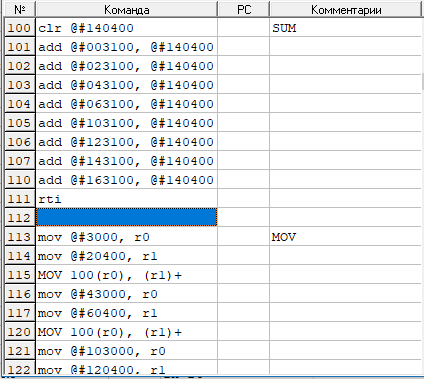 № Команда PC Комментарии
100 clr @#140400 SUM
101 add @#003100, @#140400
102 add @#023100, @#140400
103 add @#043100, @#140400
104 add @#063100, @#140400
105 add @#103100, @#140400
106 add @#123100, @#140400
107 add @#143100, @#140400
110 add @#163100, @#140400
111 rti
112
113 mov @#3000, r0 MOV
114 mov @#20400, r1
115 MOV 100(r0), (r1)+
116 mov @#43000, r0
117 mov @#60400, r1
120 MOV 100(r0), (r1)+
121 mov @#103000, r0
122 mov @#120400, r1